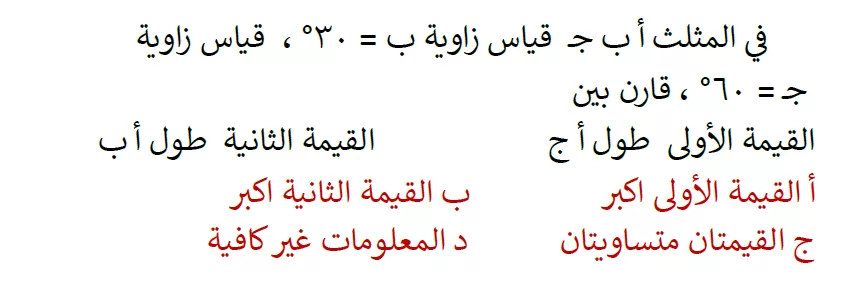 في المثلث أ ب جـ قياس زاوية ب = ٣٠° ، قياس زاوية
جـ = ٦٠° ، قارن بين
القيمة الأولى طول أ ج القيمة الثانية طول أ ب
أ القيمة الأولى اكبر ب القيمة الثانية اكبر
ج القيمتان متساويتان د المعلومات غير كافية